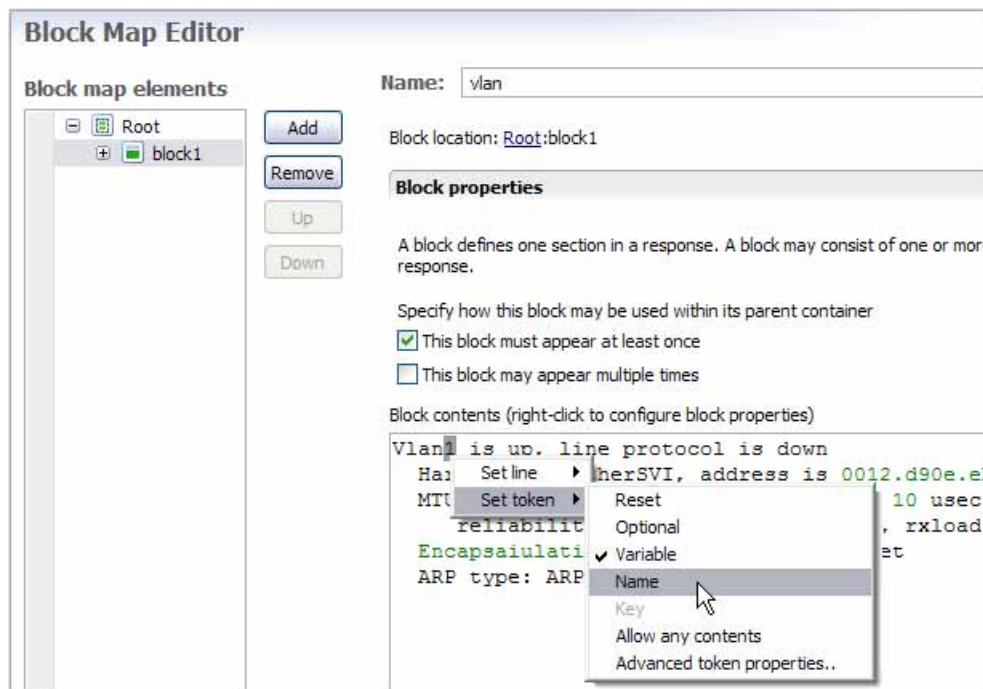 Block Map Editor
Block map elements
Root
block1
Add
Remove
Up
Down
Name: vlan
Block location: Root:block1
Block properties
A block defines one section in a response. A block may consist of one or mor
response.
Specify how this block may be used within its parent container
This block must appear at least once
This block may appear multiple times
Block contents (right-click to configure block properties)
Vlan1 is up, line protocol is down
Har herSVI, address is 0012.d90e.e
MTU 10 usec
reliabilit , rxload
Encapsaiulati et
ARP type: ARP
Set line
Set token
Reset
Optional
Variable
Name
Key
Allow any contents
Advanced token properties..